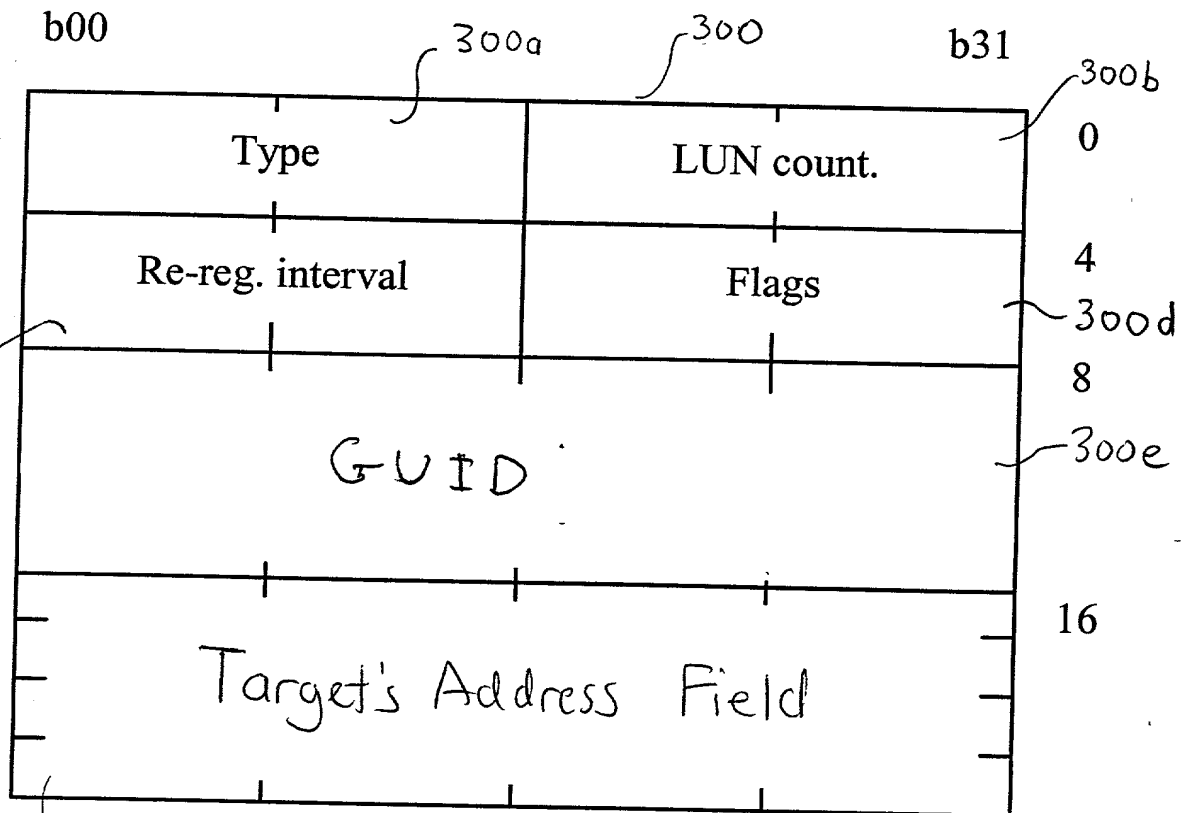 b00 300a 300 b31
300b
Type LUN count. 0
Re-reg. interval Flags 4
300d
8
GUID 300e
16
Target's Address Field